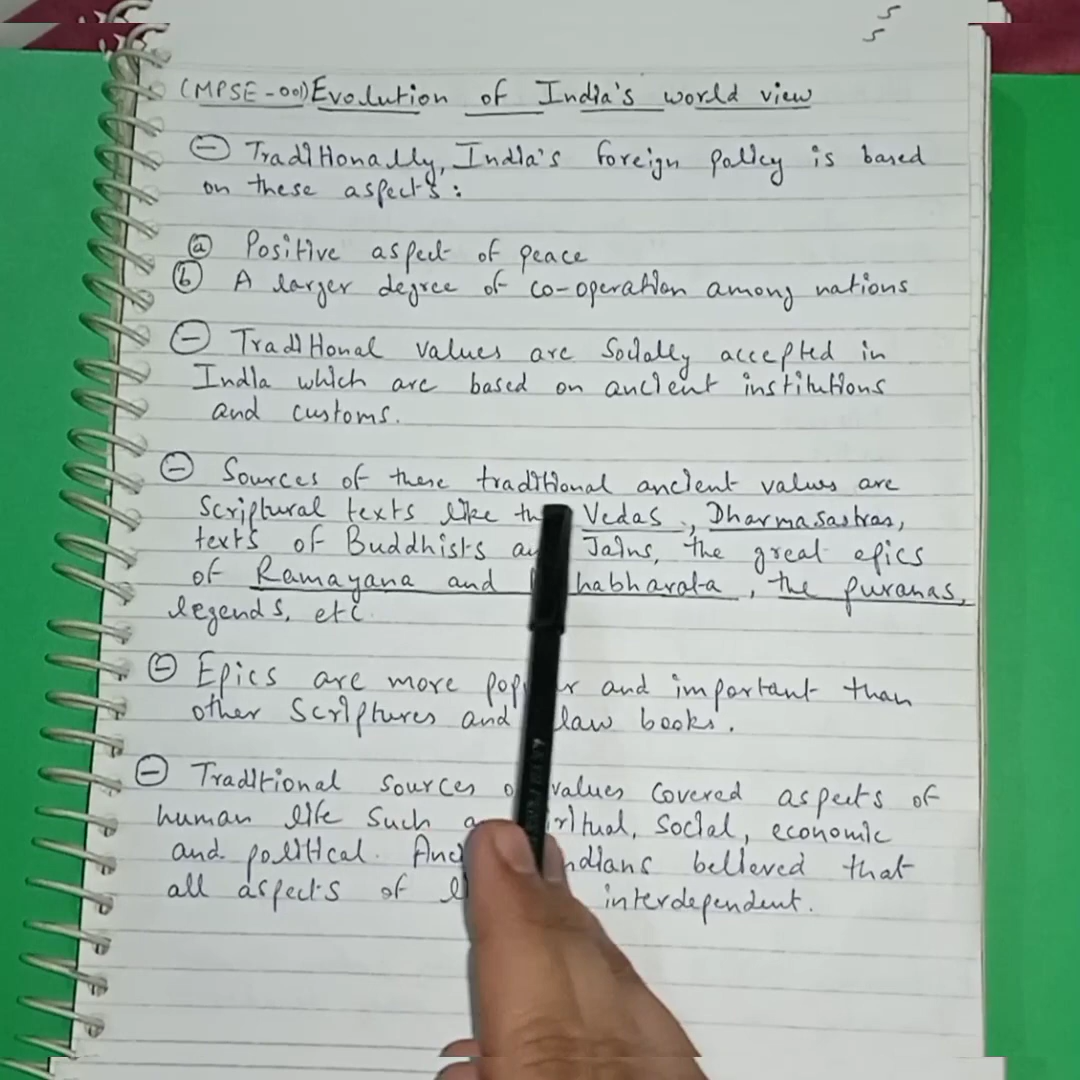 5
5
(MPSE-001) Evolution of India's world view
- Traditionally, India's foreign policy is based
on these aspects:
(a) Positive aspect of peace
(b) A larger degree of co-operation among nations
- Traditional values are Socially accepted in
India which are based on ancient institutions
and customs.
- Sources of these traditional ancient values are
Scriptural texts like the Vedas, Dharmasastras,
texts of Buddhists Jains, the great epics
of Ramayana and habharata, the puranas,
legends, etc.
- Epics are more and important than
other Scriptures and law books.
- Traditional sources values covered aspects of
human life Such social, economic
and political. believed that
all aspects of interdependent.